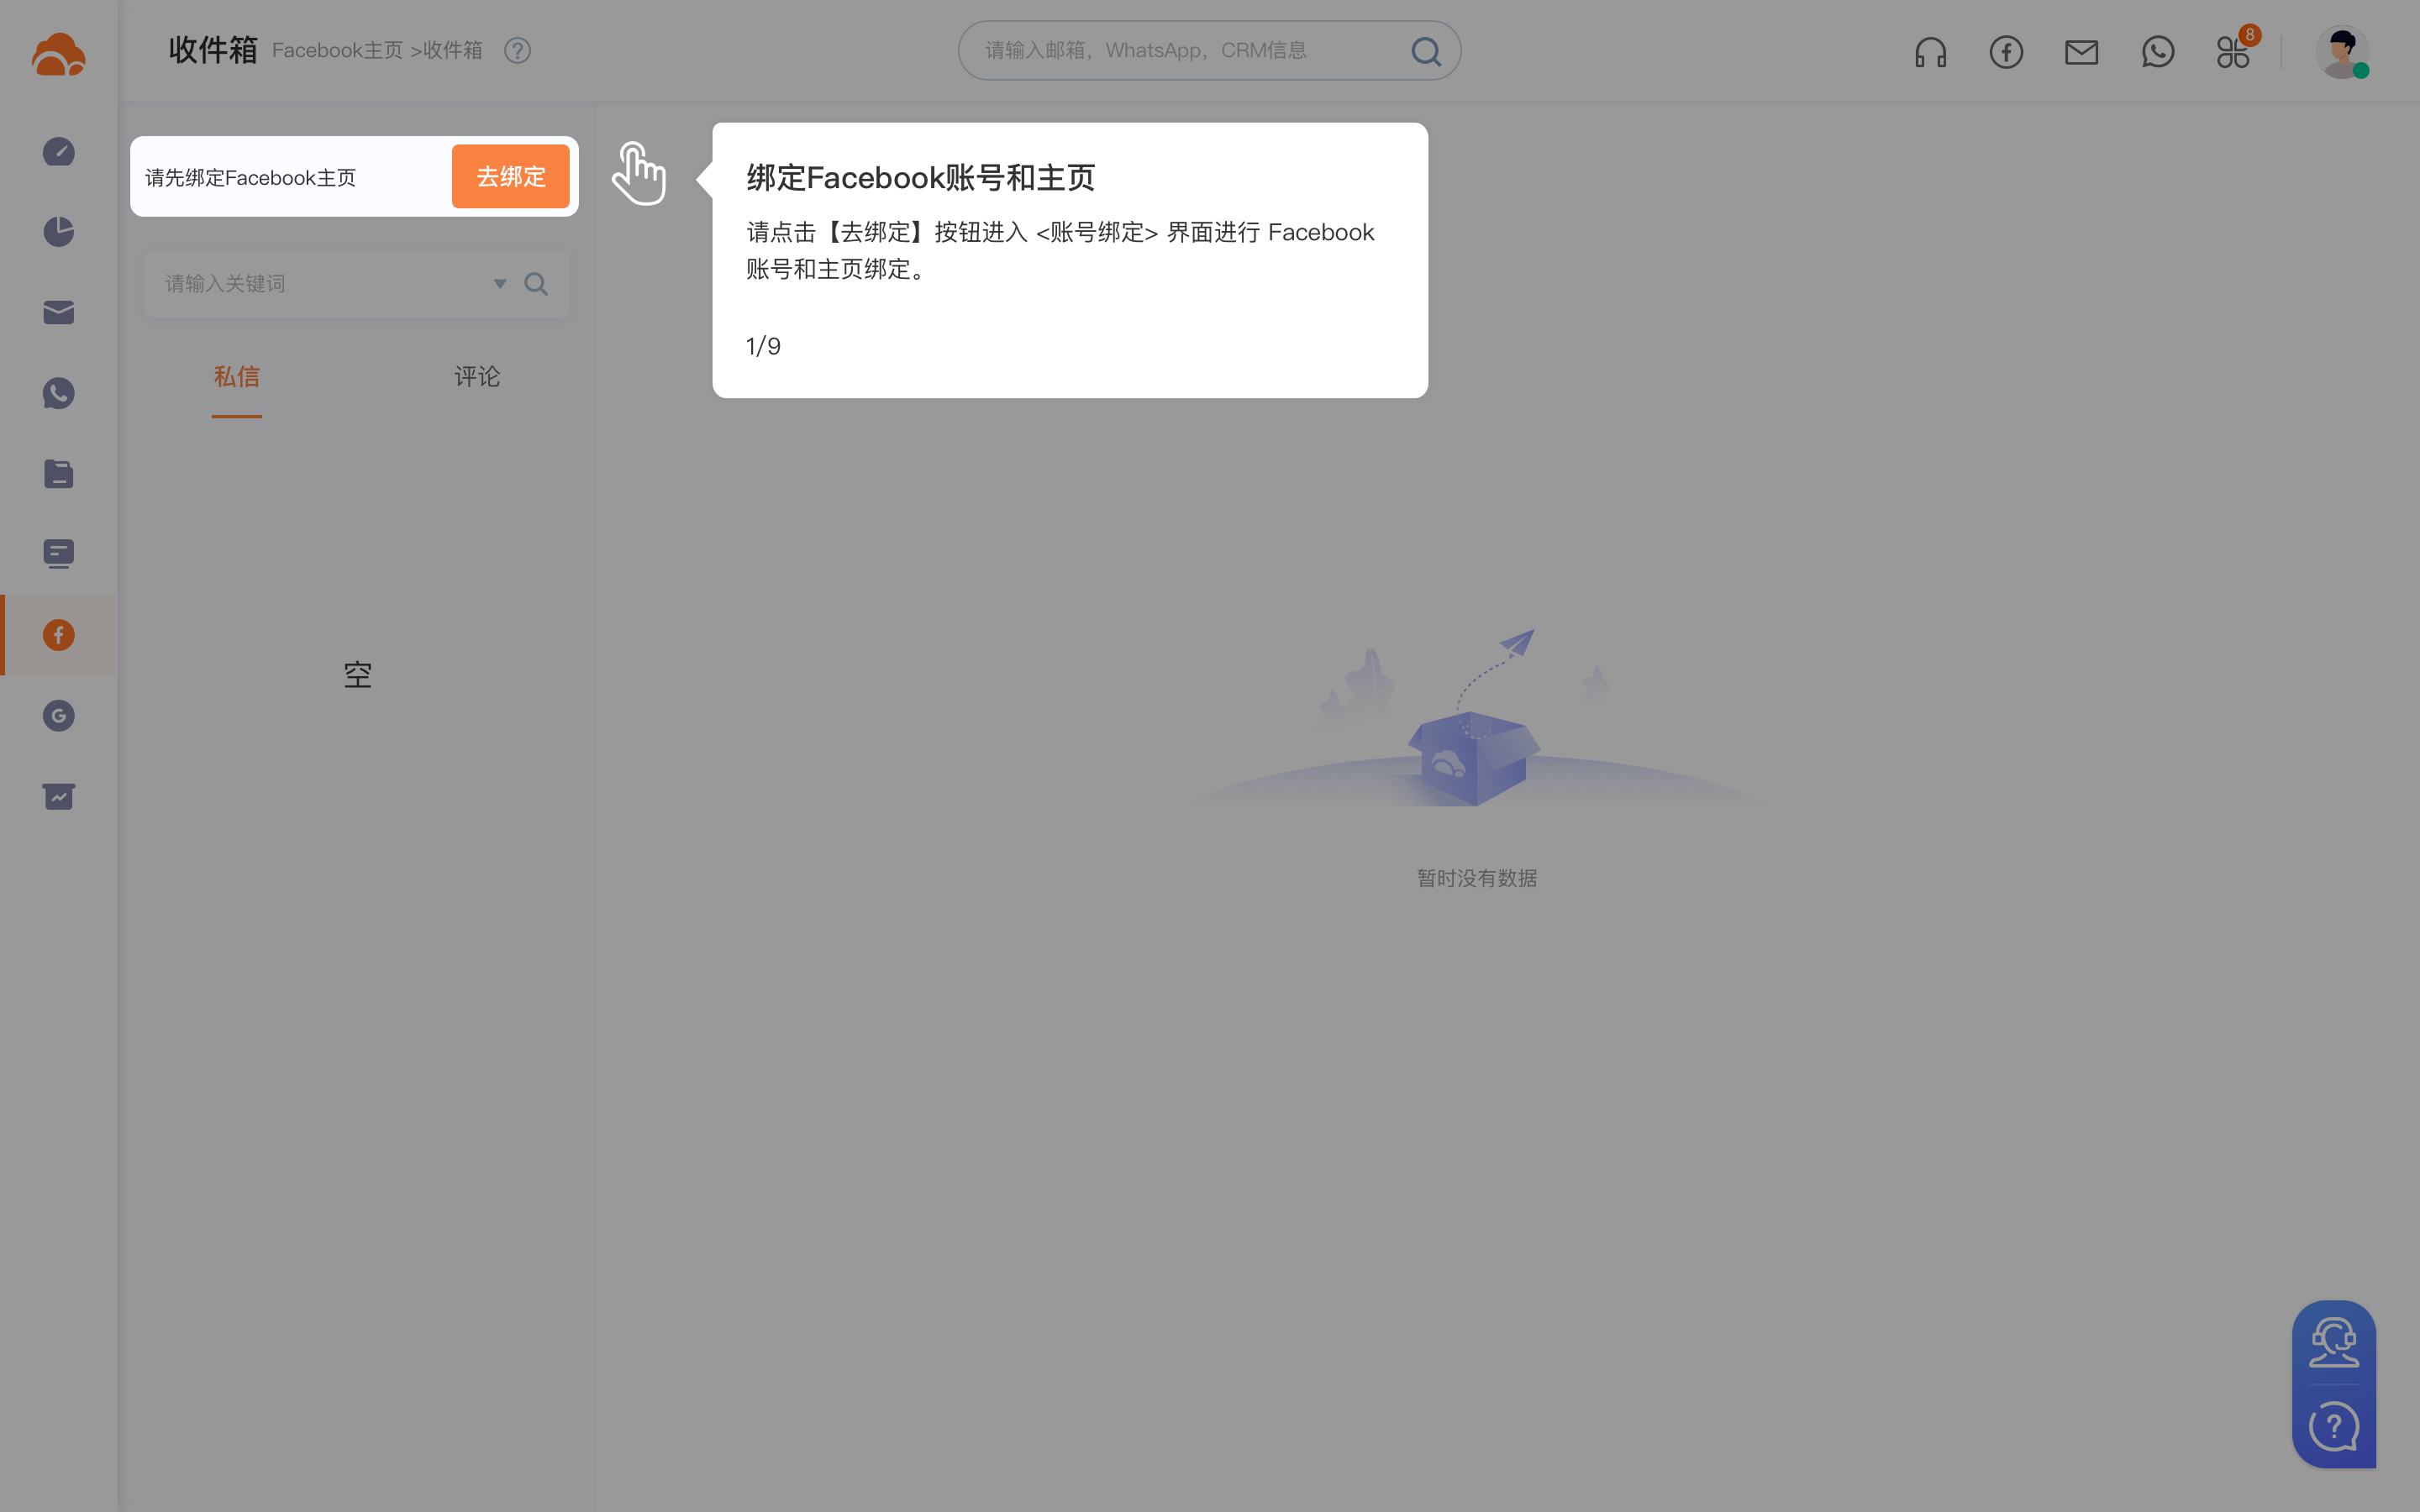 收件箱 Facebook主页 >收件箱
请输入邮箱，WhatsApp，CRM信息
8
请先绑定Facebook主页
去绑定
绑定Facebook账号和主页
请点击【去绑定】按钮进入 <账号绑定> 界面进行 Facebook
账号和主页绑定。
1/9
请输入关键词
私信
评论
空
暂时没有数据